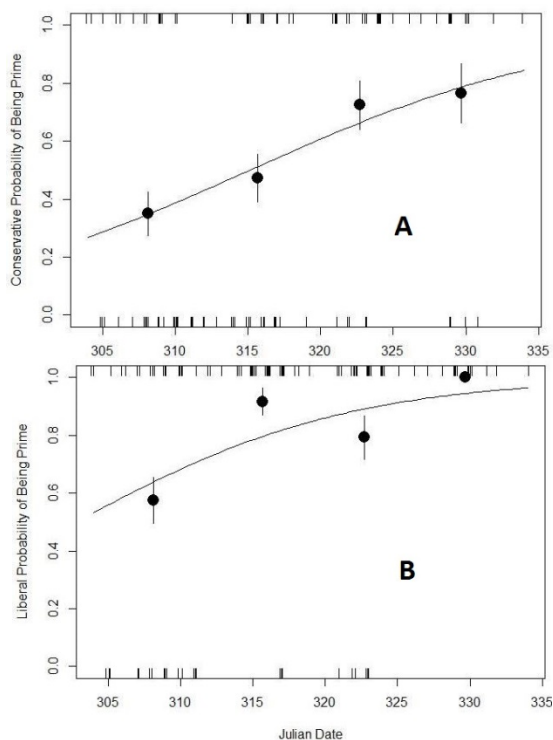 Conservative Probability of Being Prime
1.0
0.8
0.6
0.4
0.2
0.0
A
305 310 315 320 325 330 335
Liberal Probability of Being Prime
1.0
0.8
0.6
0.4
0.2
0.0
B
305 310 315 320 325 330 335
Julian Date